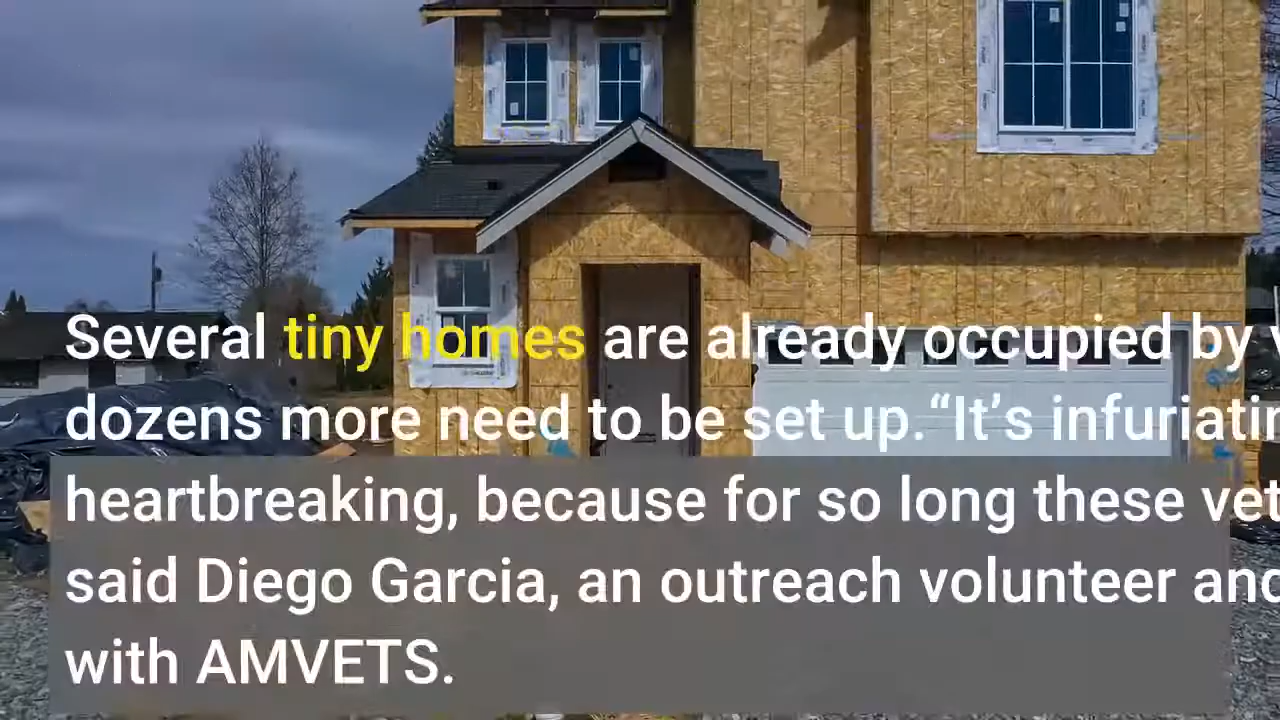 Several tiny homes are already occupied by
dozens more need to be set up.“It’s
heartbreaking, because for so long these
said Diego Garcia, an outreach volunteer
with AMVETS.